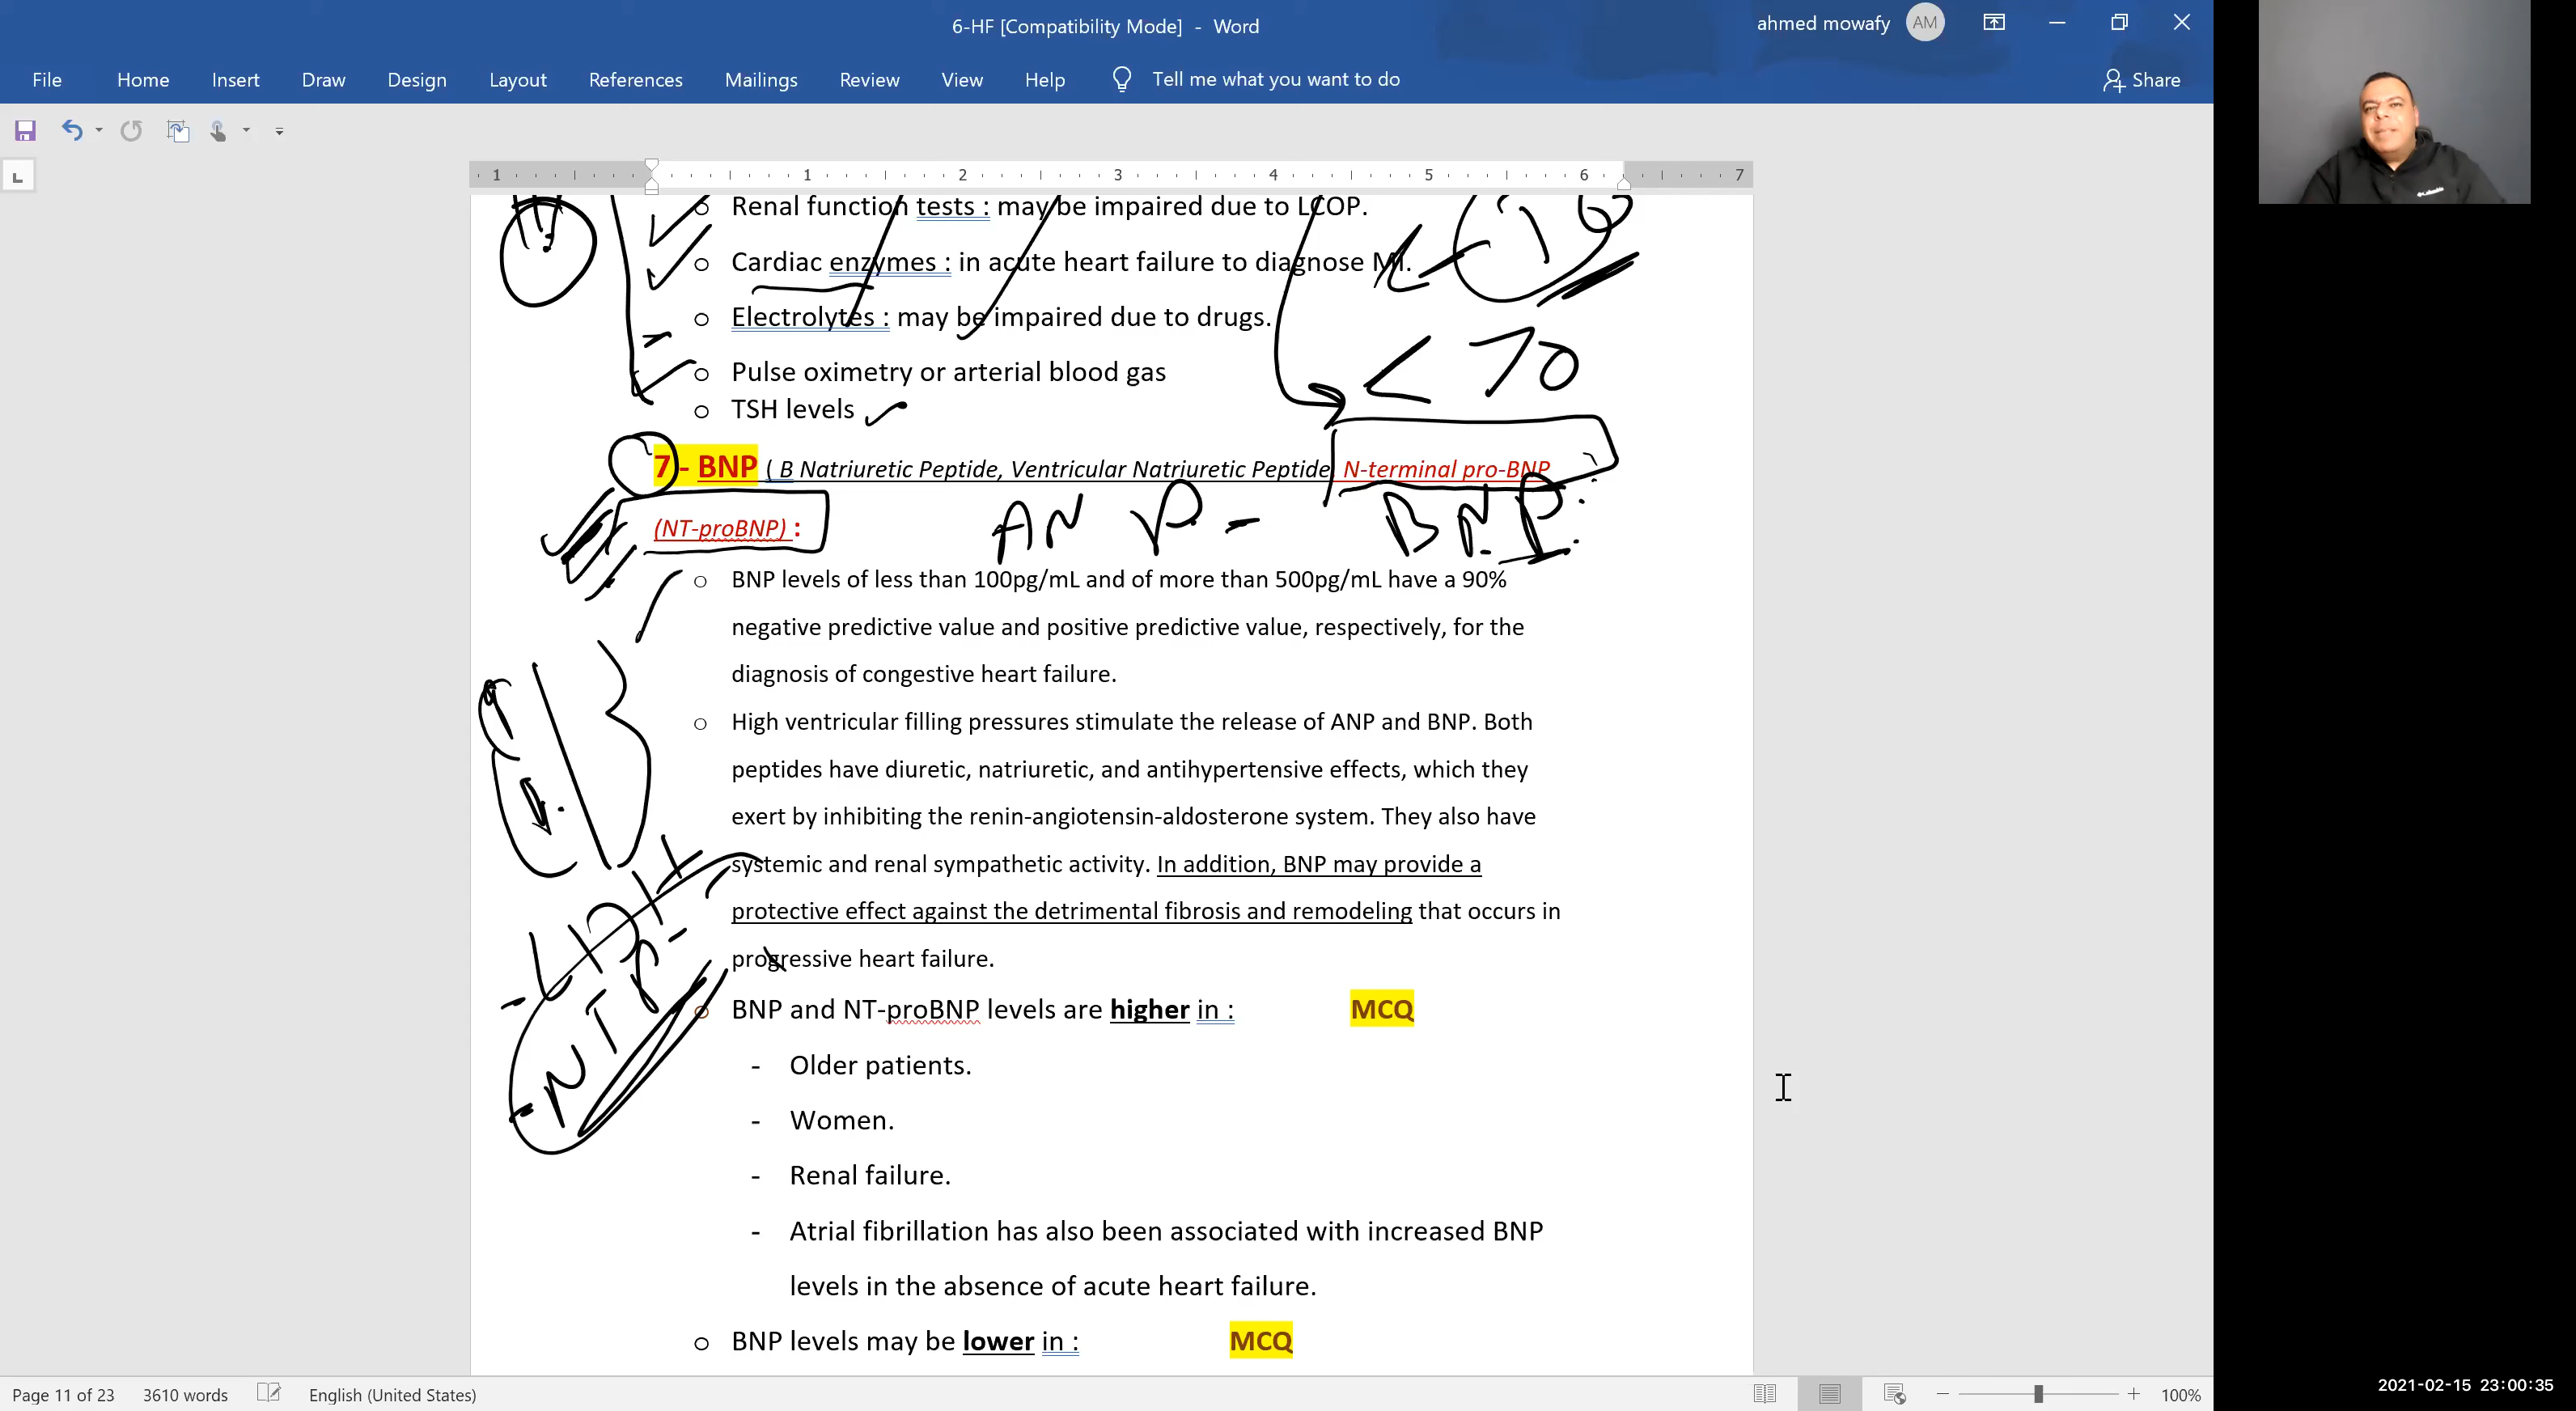 6-HF [Compatibility Mode] - Word
ahmed mowafy AM
File Home Insert Draw Design Layout References Mailings Review View Help Tell me what you want to do Share
1 1 2 3 4 5 6 7
o Renal function tests : may be impaired due to LCOP.
o Cardiac enzymes : in acute heart failure to diagnose MI.
o Electrolytes : may be impaired due to drugs.
< 70
o Pulse oximetry or arterial blood gas
o TSH levels
7 - BNP ( B Natriuretic Peptide, Ventricular Natriuretic Peptide, N-terminal pro-BNP
(NT-proBNP) :
ANP - BNP
o BNP levels of less than 100pg/mL and of more than 500pg/mL have a 90%
negative predictive value and positive predictive value, respectively, for the
diagnosis of congestive heart failure.
o High ventricular filling pressures stimulate the release of ANP and BNP. Both
peptides have diuretic, natriuretic, and antihypertensive effects, which they
exert by inhibiting the renin-angiotensin-aldosterone system. They also have
systemic and renal sympathetic activity. In addition, BNP may provide a
protective effect against the detrimental fibrosis and remodeling that occurs in
progressive heart failure.
o BNP and NT-proBNP levels are higher in : MCQ
- Older patients.
- Women.
- Renal failure.
- Atrial fibrillation has also been associated with increased BNP
levels in the absence of acute heart failure.
o BNP levels may be lower in : MCQ
Page 11 of 23 3610 words English (United States) 100%
2021-02-15 23:00:35